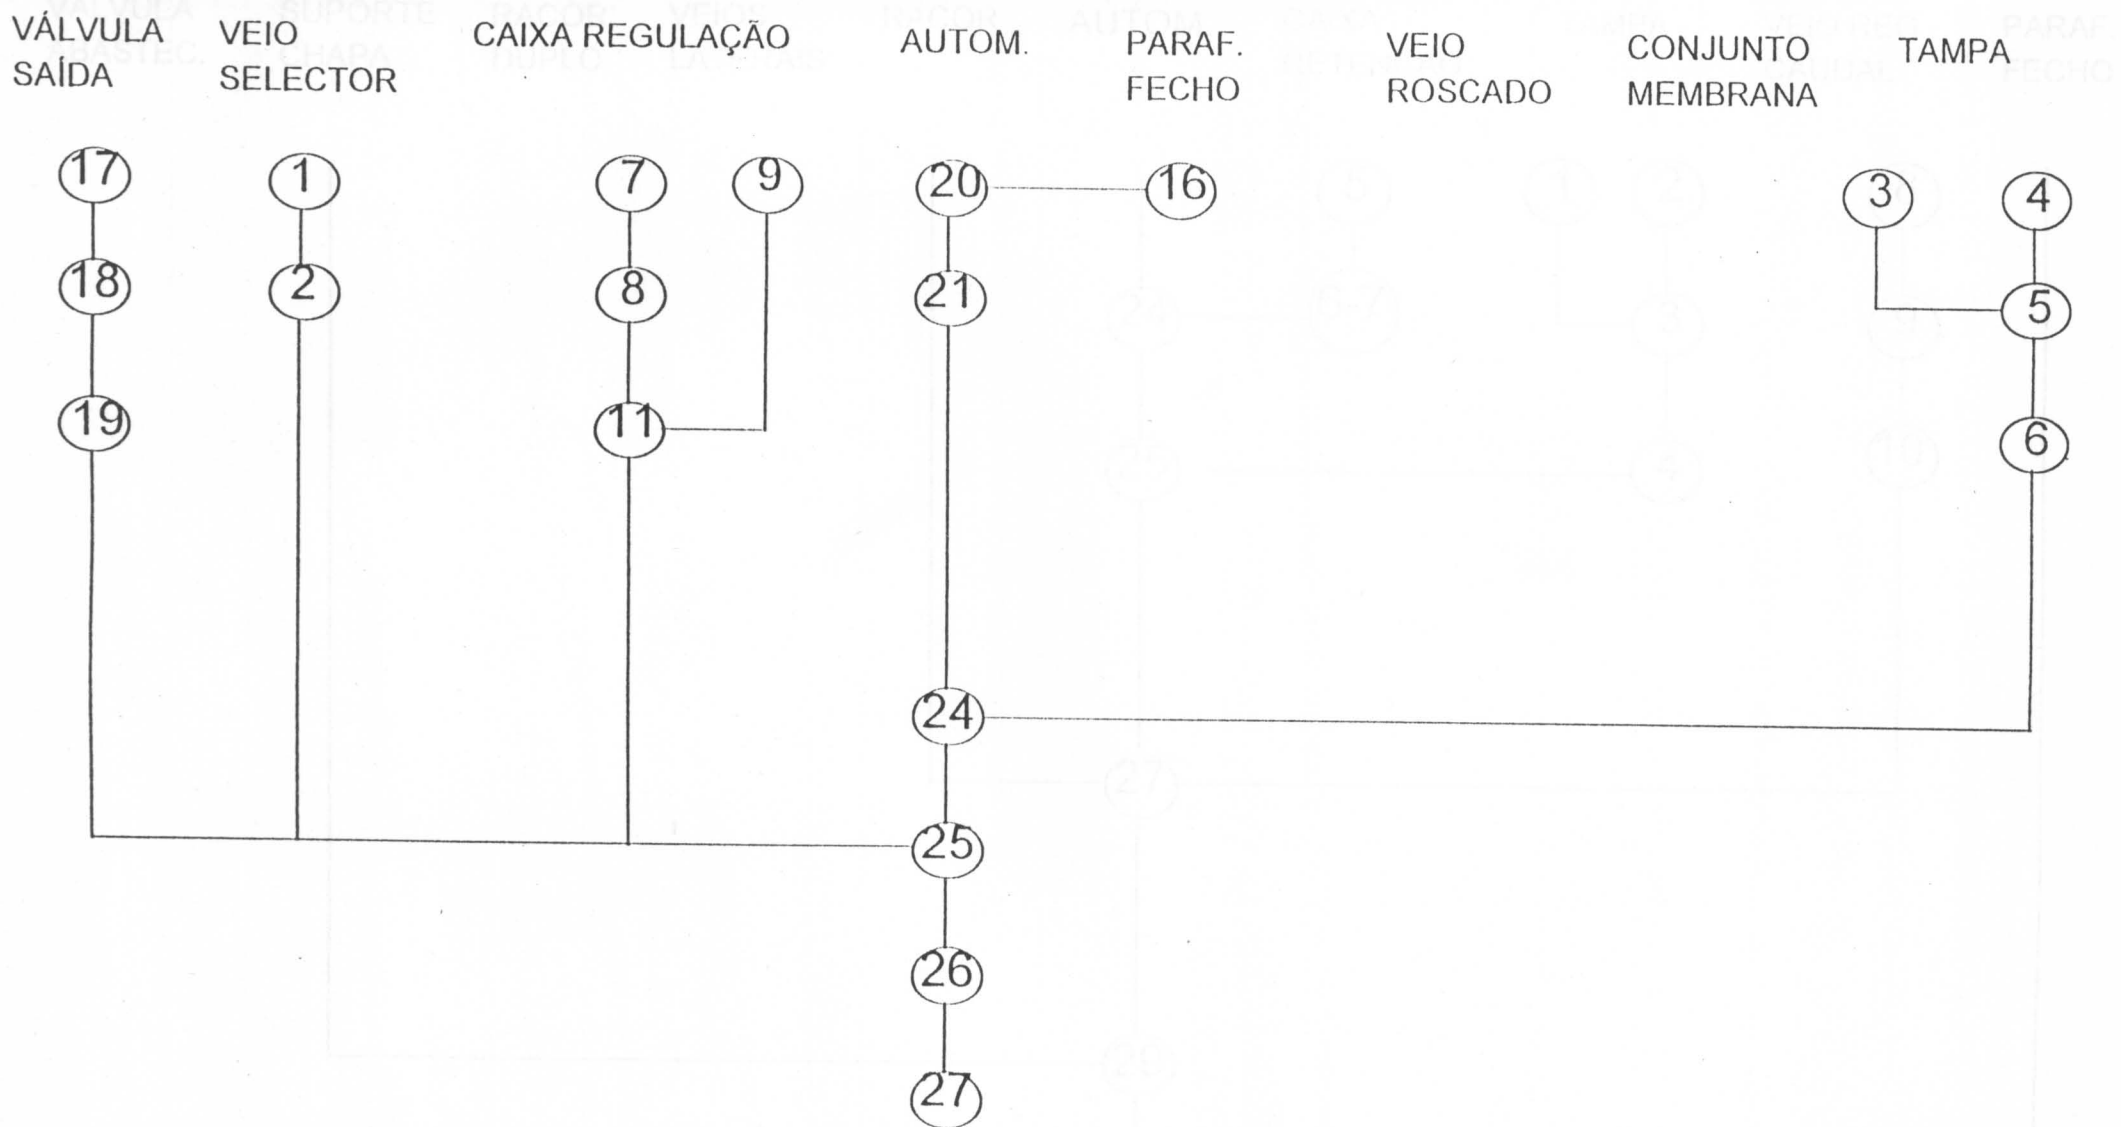 VÁLVULA
SAÍDA
VEIO
SELECTOR
CAIXA REGULAÇÃO
AUTOM.
PARAF.
FECHO
VEIO
ROSCADO
CONJUNTO
MEMBRANA
TAMPA
17
1
7
9
20
16
3
4
18
2
8
21
5
19
11
6
24
25
26
27